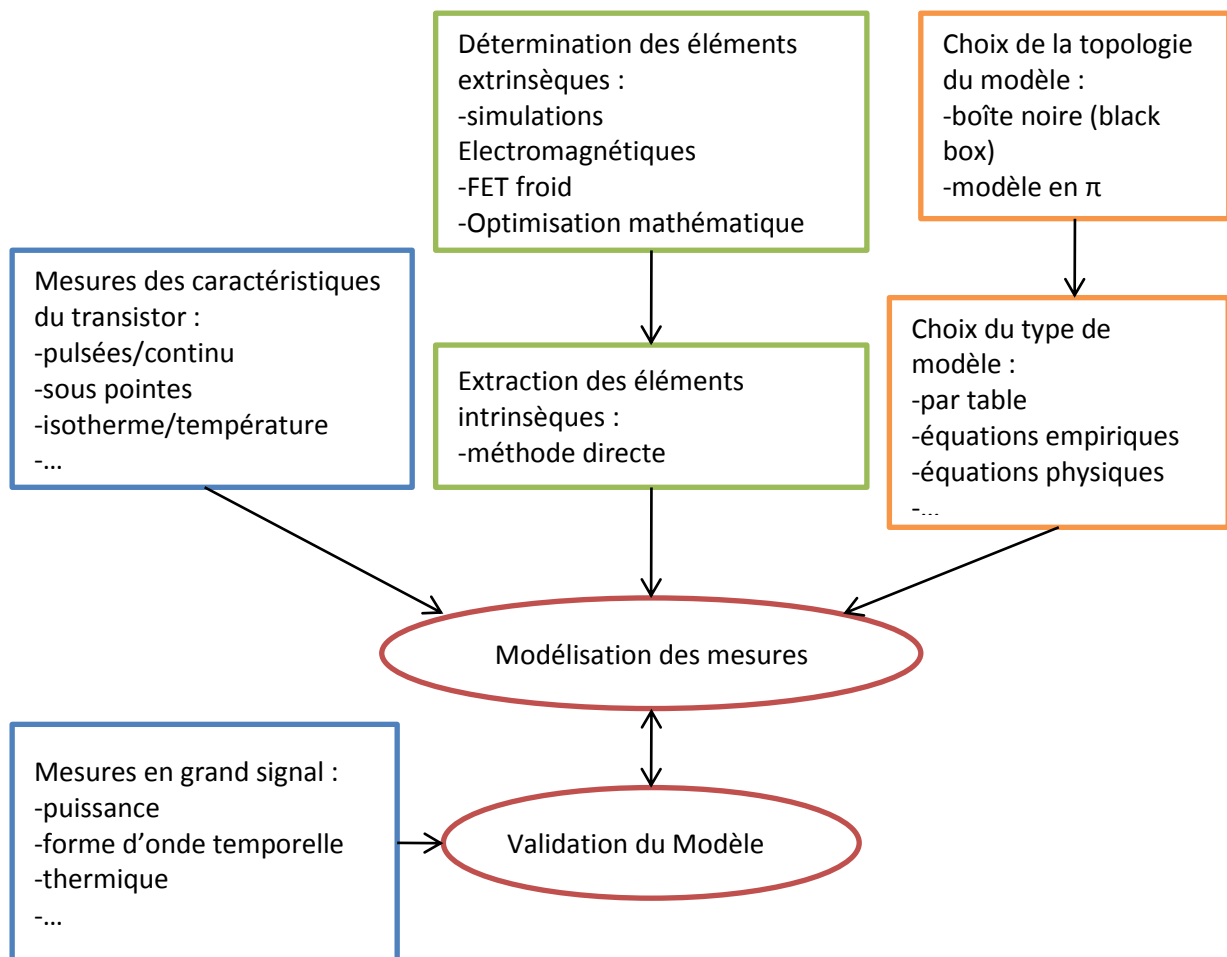 Détermination des éléments
extrinsèques :
-simulations
Electromagnétiques
-FET froid
-Optimisation mathématique
Choix de la topologie
du modèle :
-boîte noire (black
box)
-modèle en π
Mesures des caractéristiques
du transistor :
-pulsées/continu
-sous pointes
-isotherme/température
-...
Extraction des éléments
intrinsèques :
-méthode directe
Choix du type de
modèle :
-par table
-équations empiriques
-équations physiques
-...
Modélisation des mesures
Mesures en grand signal :
-puissance
-forme d’onde temporelle
-thermique
-...
Validation du Modèle